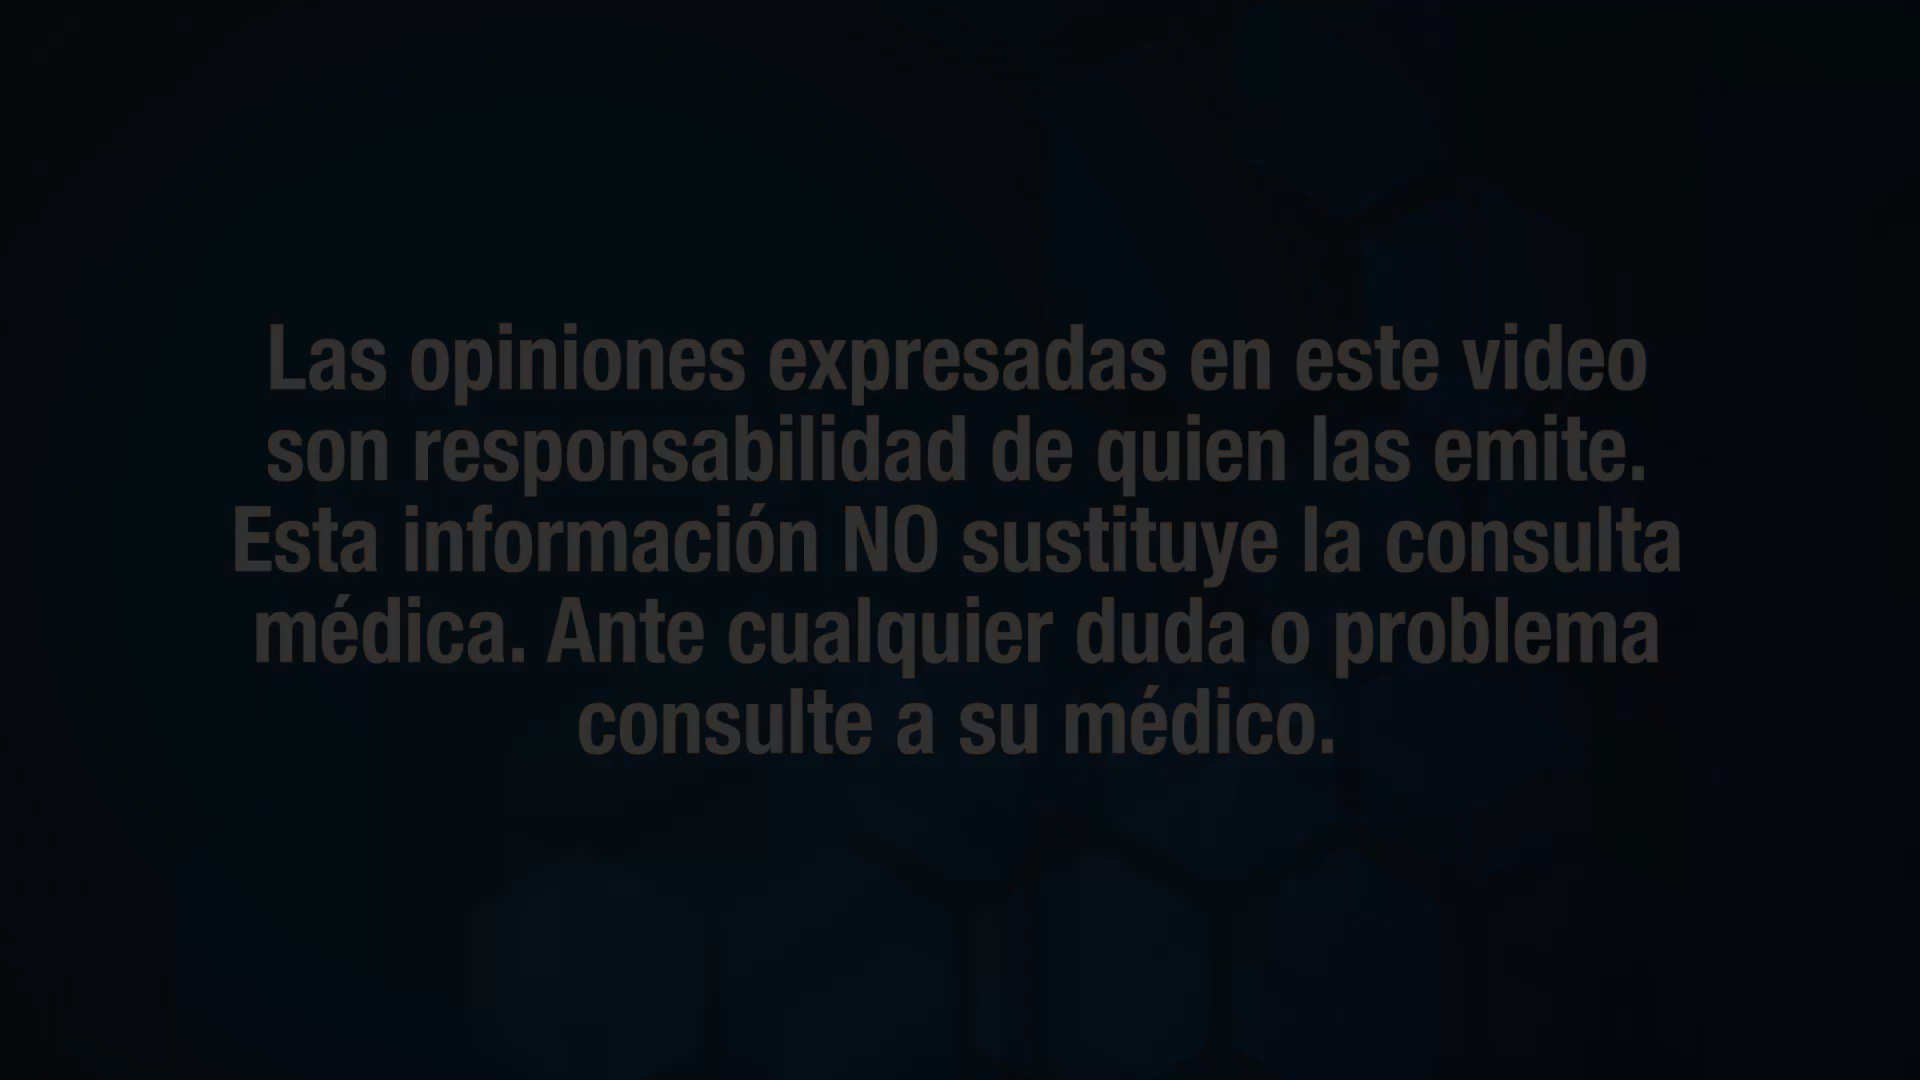 Las opiniones expresadas en este video
son responsabilidad de quien las emite.
Esta información NO sustituye la consulta
médica. Ante cualquier duda o problema
consulte a su médico.